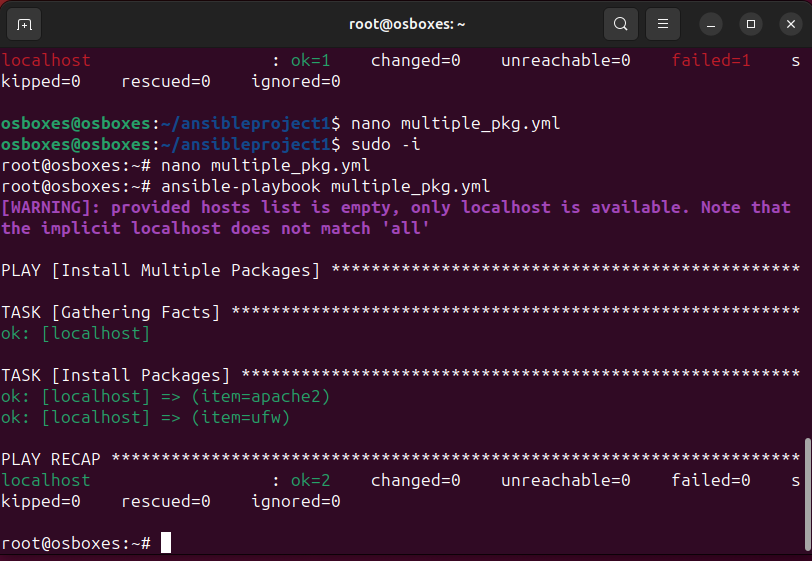 root@osboxes: ~
localhost                  : ok=1    changed=0    unreachable=0    failed=1    s
kipped=0    rescued=0    ignored=0
osboxes@osboxes:~/ansibleproject1$ nano multiple_pkg.yml
osboxes@osboxes:~/ansibleproject1$ sudo -i
root@osboxes:~# nano multiple_pkg.yml
root@osboxes:~# ansible-playbook multiple_pkg.yml
[WARNING]: provided hosts list is empty, only localhost is available. Note that
the implicit localhost does not match 'all'
PLAY [Install Multiple Packages] ***********************************************
TASK [Gathering Facts] *********************************************************
ok: [localhost]
TASK [Install Packages] ********************************************************
ok: [localhost] => (item=apache2)
ok: [localhost] => (item=ufw)
PLAY RECAP *********************************************************************
localhost                  : ok=2    changed=0    unreachable=0    failed=0    s
kipped=0    rescued=0    ignored=0
root@osboxes:~#